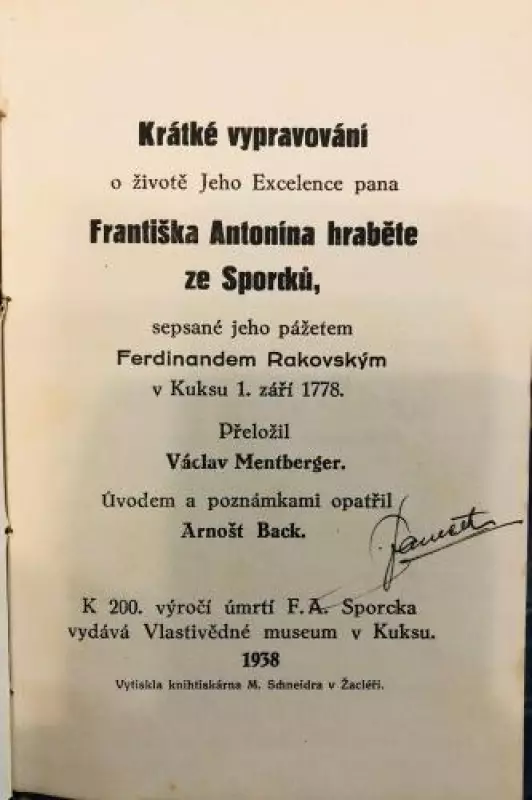 Krátké vypravování
o životě Jeho Excelence pana
Františka Antonína hraběte
ze Sporcků,
sepsané jeho pážetem
Ferdinandem Rakovským
v Kuksu 1. září 1778.
Přeložil
Václav Mentberger.
Úvodem a poznámkami opatřil
Arnošt Back.
K 200. výročí úmrtí F. A. Sporcka
vydává Vlastivědné museum v Kuksu.
1938
Vytiskla knihtiskárna M. Schneidra v Žacléři.